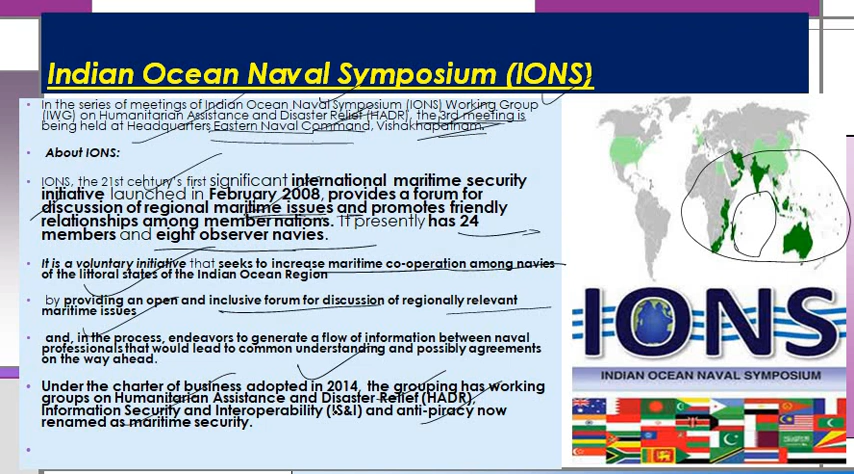 Indian Ocean Naval Symposium (IONS)
In the series of meetings of Indian Ocean Naval Symposium (IONS) Working Group
(IWG) on Humanitarian Assistance and Disaster Relief (HADR), the 3rd meeting is
being held at Headquarters Eastern Naval Command, Visakhapatnam.
About IONS:
IONS, the 21st century's first significant international maritime security
initiative launched in February 2008, provides a forum for
discussion of regional maritime issues and promotes friendly
relationships among member nations. It presently has 24
members and eight observer navies.
It is a voluntary initiative that seeks to increase maritime co-operation among navies
of the littoral states of the Indian Ocean Region
by providing an open and inclusive forum for discussion of regionally relevant
maritime issues
and, in the process, endeavors to generate a flow of information between naval
professionals that would lead to common understanding and possibly agreements
on the way ahead.
Under the charter of business adopted in 2014, the grouping has working
groups on Humanitarian Assistance and Disaster Relief (HADR),
Information Security and Interoperability (IS&I) and anti-piracy now
renamed as maritime security.
IONS
INDIAN OCEAN NAVAL SYMPOSIUM